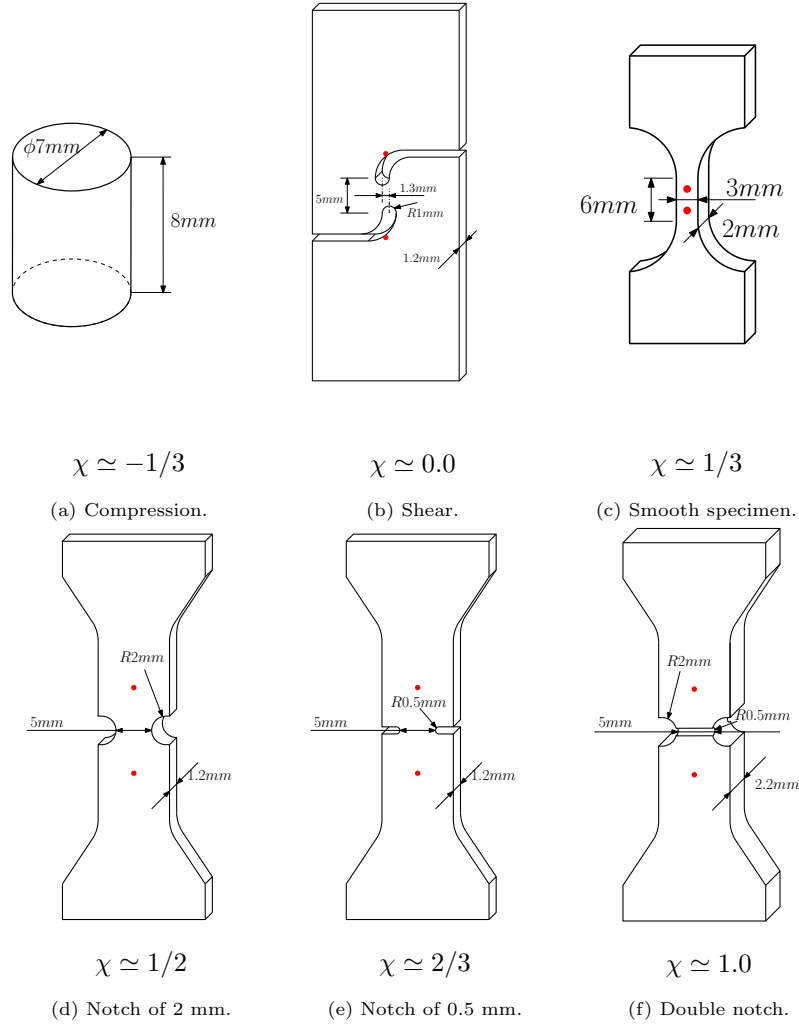 ϕ7mm
8mm
5mm
1.3mm
R1mm
1.2mm
6mm
3mm
2mm
χ ≃ −1/3
χ ≃ 0.0
χ ≃ 1/3
(a) Compression.
(b) Shear.
(c) Smooth specimen.
R2mm
5mm
1.2mm
R0.5mm
5mm
1.2mm
R2mm
R0.5mm
5mm
2.2mm
χ ≃ 1/2
χ ≃ 2/3
χ ≃ 1.0
(d) Notch of 2 mm.
(e) Notch of 0.5 mm.
(f) Double notch.